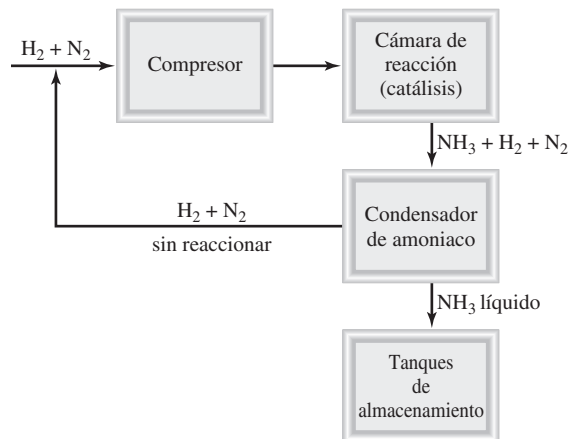 H₂ + N₂
Compresor
Cámara de
reacción
(catálisis)
NH₃ + H₂ + N₂
Condensador
de amoniaco
H₂ + N₂
sin reaccionar
NH₃ líquido
Tanques
de
almacenamiento